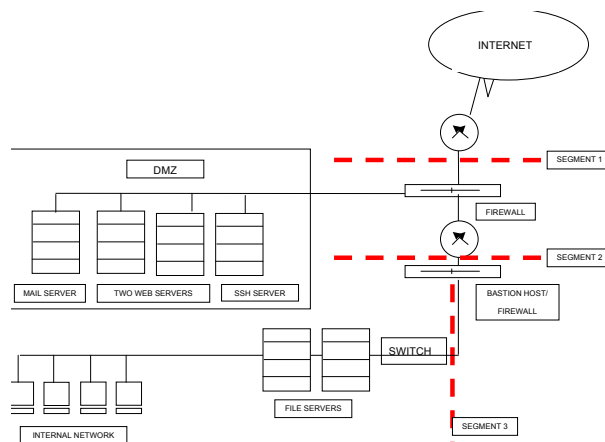 INTERNET
SEGMENT 1
DMZ
FIREWALL
SEGMENT 2
MAIL SERVER
TWO WEB SERVERS
SSH SERVER
BASTION HOST/
FIREWALL
SWITCH
FILE SERVERS
SEGMENT 3
INTERNAL NETWORK